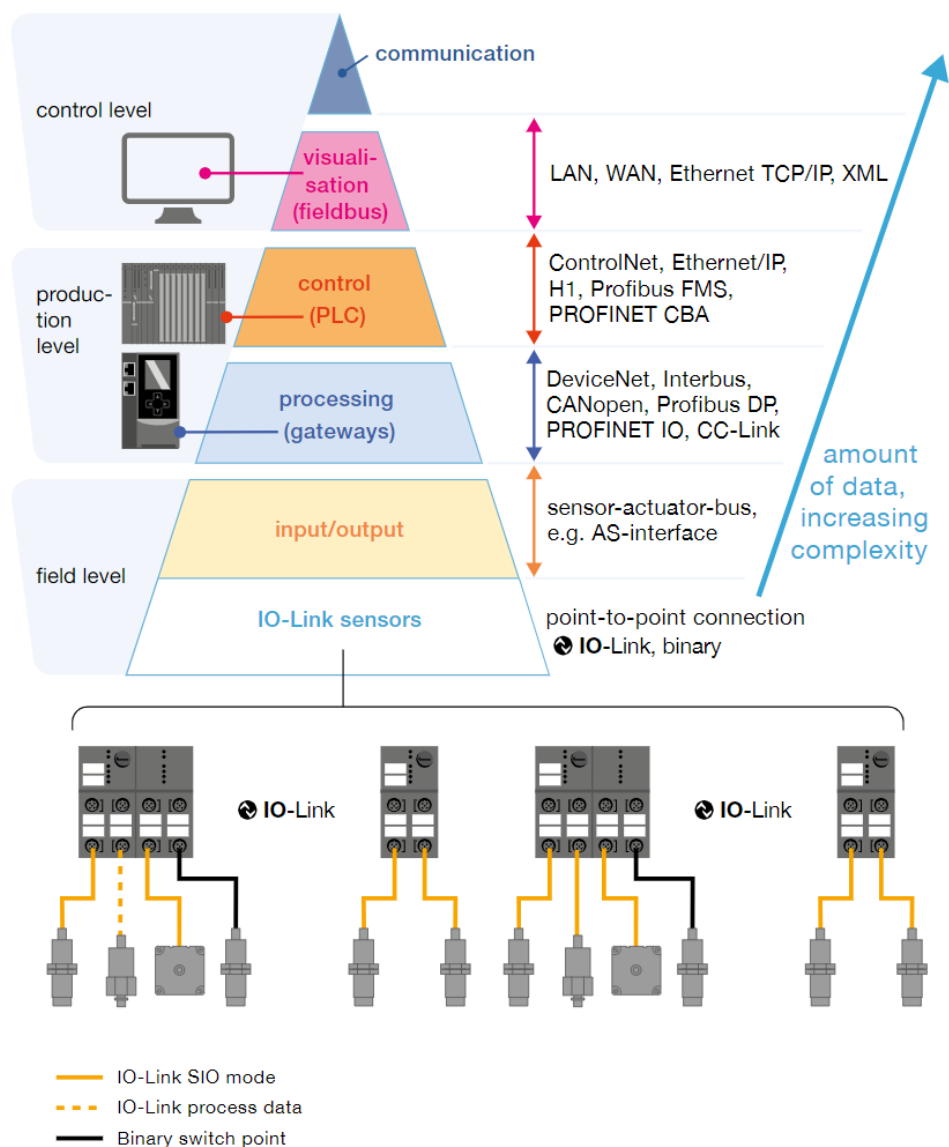 communication
control level
visuali-
sation
(fieldbus)
LAN, WAN, Ethernet TCP/IP, XML
produc-
tion
level
control
(PLC)
ControlNet, Ethernet/IP,
H1, Profibus FMS,
PROFINET CBA
processing
(gateways)
DeviceNet, Interbus,
CANopen, Profibus DP,
PROFINET IO, CC-Link
amount
of data,
increasing
complexity
field level
input/output
sensor-actuator-bus,
e.g. AS-interface
IO-Link sensors
point-to-point connection
IO-Link, binary
IO-Link
IO-Link
IO-Link SIO mode
IO-Link process data
Binary switch point